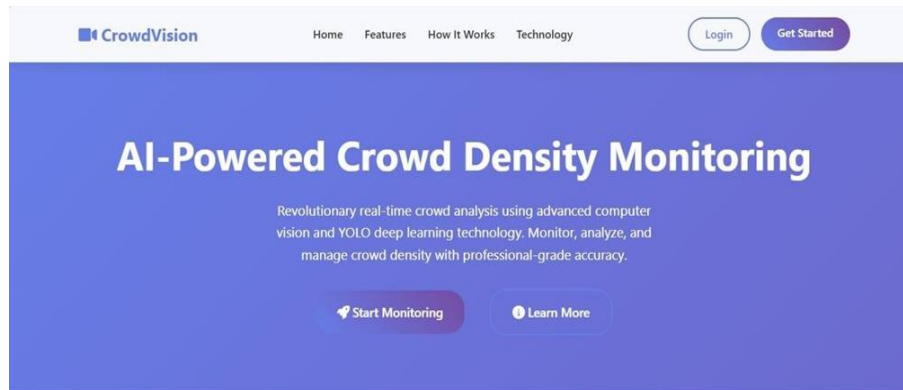 CrowdVision
Home Features How It Works Technology
Login
Get Started
AI-Powered Crowd Density Monitoring
Revolutionary real-time crowd analysis using advanced computer
vision and YOLO deep learning technology. Monitor, analyze, and
manage crowd density with professional-grade accuracy.
Start Monitoring
Learn More